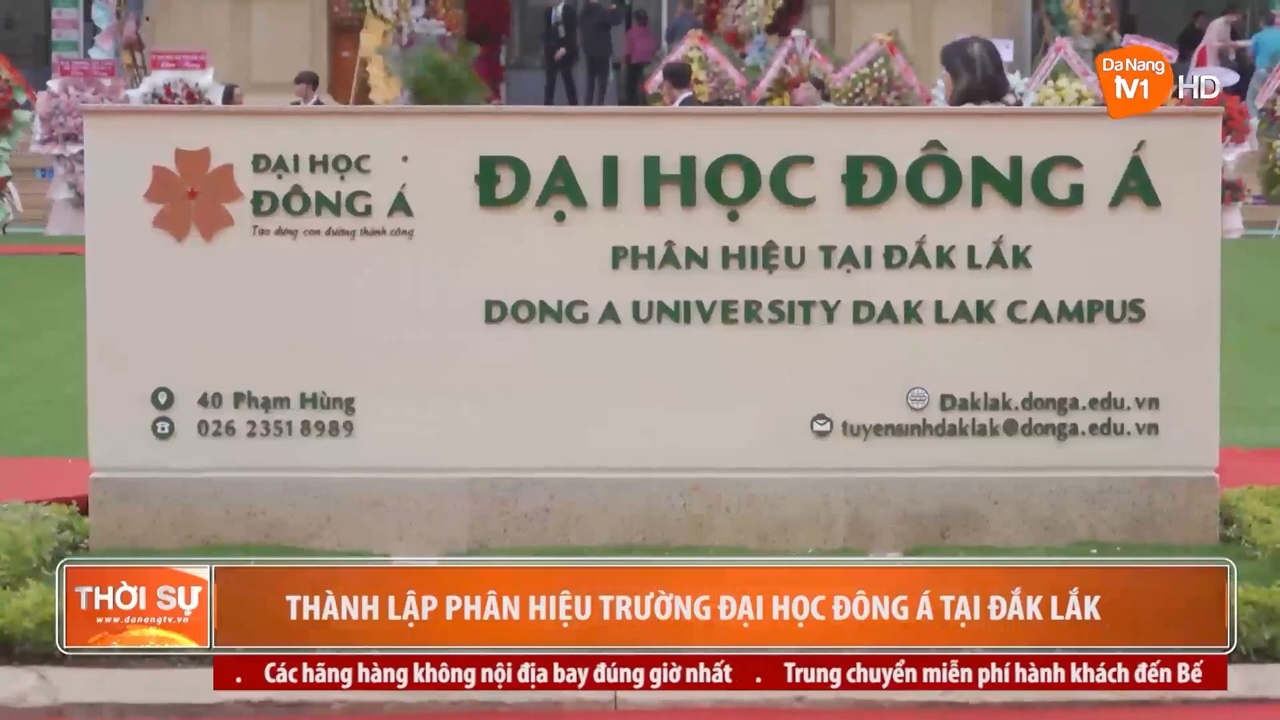 Da Nang
TV1 HD
ĐẠI HỌC
ĐÔNG Á
Tạo dựng con đường thành công
ĐẠI HỌC ĐÔNG Á
PHÂN HIỆU TẠI ĐẮK LẮK
DONG A UNIVERSITY DAK LAK CAMPUS
40 Phạm Hùng
026 2351 8989
Daklak.donga.edu.vn
tuyensinhdaklak@donga.edu.vn
THỜI SỰ
www.danangtv.vn
THÀNH LẬP PHÂN HIỆU TRƯỜNG ĐẠI HỌC ĐÔNG Á TẠI ĐẮK LẮK
. Các hãng hàng không nội địa bay đúng giờ nhất . Trung chuyển miễn phí hành khách đến Bế